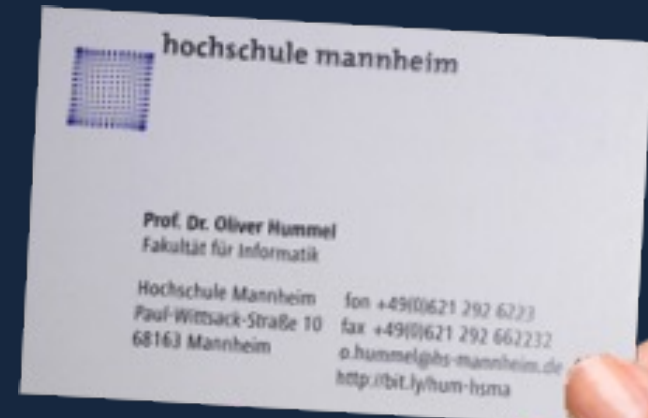 hochschule mannheim
Prof. Dr. Oliver Hummel
Fakultät für Informatik
Hochschule Mannheim
Paul-Wittsack-Straße 10
68163 Mannheim
fon +49(0)621 292 6223
fax +49(0)621 292 662232
o.hummel@hs-mannheim.de
http://bit.ly/hum-hsma